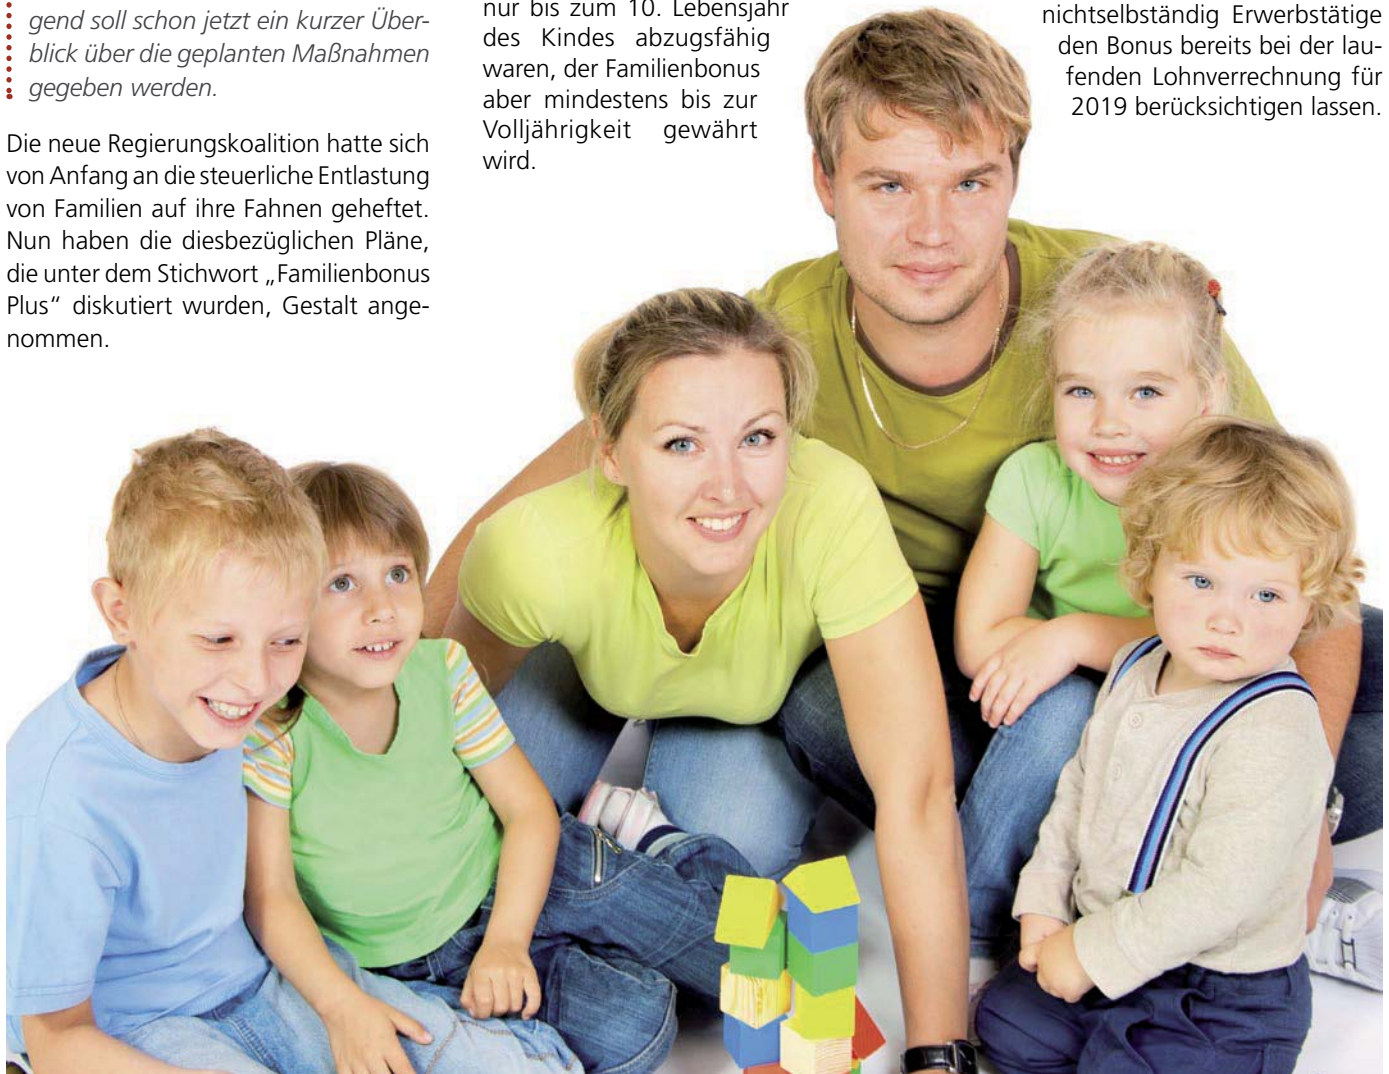 gend soll schon jetzt ein kurzer Über-
blick über die geplanten Maßnahmen
gegeben werden.
Die neue Regierungskoalition hatte sich
von Anfang an die steuerliche Entlastung
von Familien auf ihre Fahnen geheftet.
Nun haben die diesbezüglichen Pläne,
die unter dem Stichwort „Familienbonus
Plus“ diskutiert wurden, Gestalt ange-
nommen.
nur bis zum 10. Lebensjahr
des Kindes abzugsfähig
waren, der Familienbonus
aber mindestens bis zur
Volljährigkeit gewährt
wird.
nichtselbständig Erwerbstätige
den Bonus bereits bei der lau-
fenden Lohnverrechnung für
2019 berücksichtigen lassen.